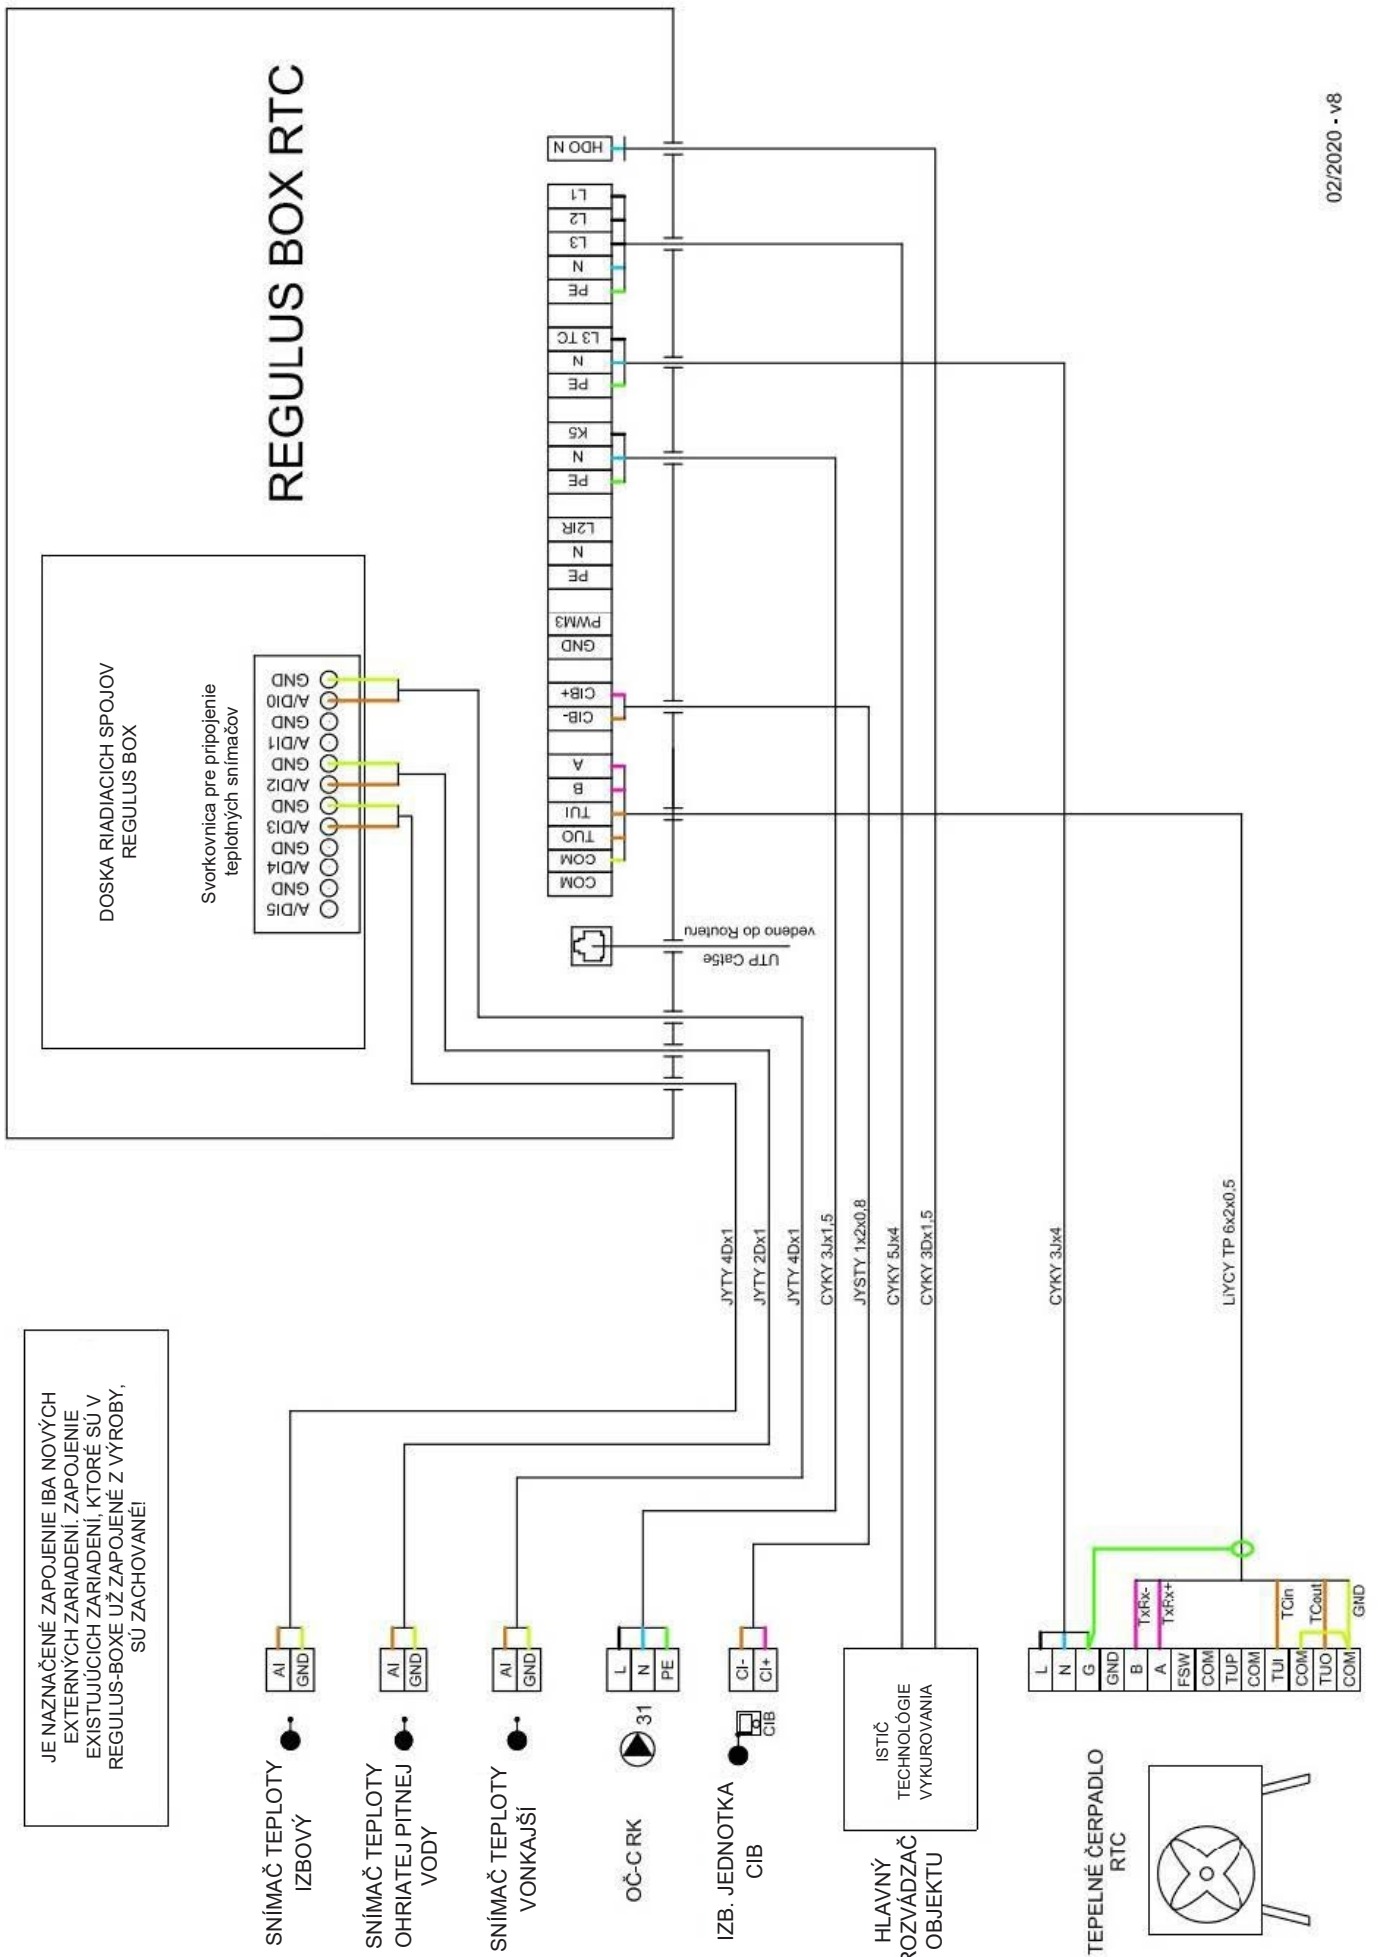 JE NAZNAČENÉ ZAPOJENIE IBA NOVÝCH
EXTERNÝCH ZARIADENÍ. ZAPOJENIE
EXISTUJÚCICH ZARIADENÍ, KTORÉ SÚ V
REGULUS-BOXE UŽ ZAPOJENÉ Z VÝROBY,
SÚ ZACHOVANÉ!
DOSKA RIADIACICH SPOJOV
REGULUS BOX
Svorkovnica pre pripojenie
teplotných snímačov
A/DI5
GND
A/DI4
GND
A/DI3
GND
A/DI2
GND
A/DI1
GND
A/DI0
GND
REGULUS BOX RTC
UTP Cat5e
vedeno do Routeru
COM
COM
TUO
TUI
B
A
CIB-
CIB+
GND
PWM3
PE
N
L2IR
PE
N
K5
PE
N
L3 TC
PE
N
L3
L2
L1
HDO N
JYTY 4Dx1
JYTY 2Dx1
JYTY 4Dx1
CYKY 3Jx1,5
JYSTY 1x2x0,8
CYKY 5Jx4
CYKY 3Dx1,5
CYKY 3Jx4
LiYCY TP 6x2x0,5
SNÍMAČ TEPLOTY
IZBOVÝ
AI
GND
SNÍMAČ TEPLOTY
OHRIATEJ PITNEJ
VODY
AI
GND
SNÍMAČ TEPLOTY
VONKAJŠÍ
AI
GND
OČ-C RK
31
L
N
PE
IZB. JEDNOTKA
CIB
CIB
CI-
CI+
HLAVNÝ
ROZVÁDZAČ
OBJEKTU
ISTIČ
TECHNOLÓGIE
VYKUROVANIA
TEPELNÉ ČERPADLO
RTC
L
N
G
GND
B
A
FSW
COM
TUP
COM
TUI
COM
TUO
COM
TxRx-
TxRx+
TCin
TCout
GND
02/2020 - v8